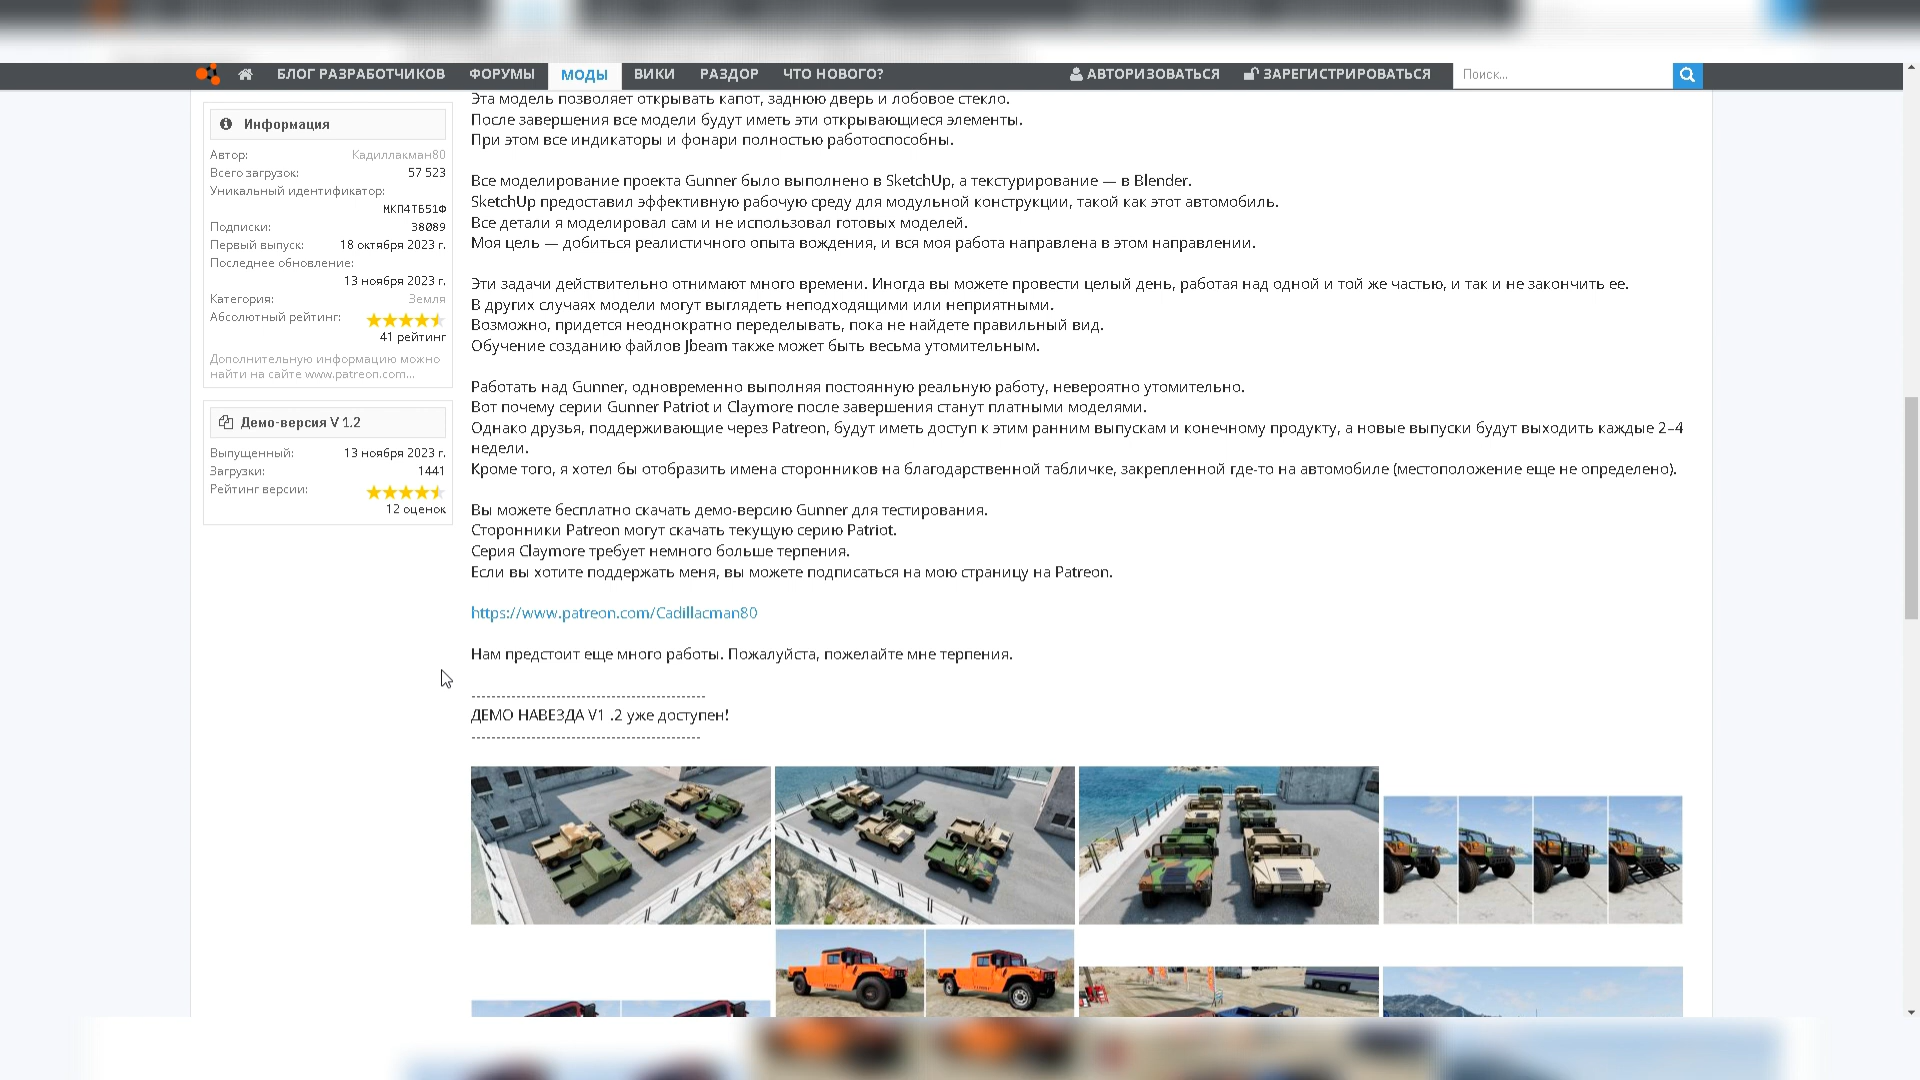 БЛОГ РАЗРАБОТЧИКОВ ФОРУМЫ МОДЫ ВИКИ РАЗДОР ЧТО НОВОГО? АВТОРИЗОВАТЬСЯ ЗАРЕГИСТРИРОВАТЬСЯ Поиск...
Информация
Автор: Кадиллакман80
Всего загрузок: 57 523
Уникальный идентификатор:
МКП4ТБ51Ф
Подписки: 38089
Первый выпуск: 18 октября 2023 г.
Последнее обновление:
13 ноября 2023 г.
Категория: Земля
Абсолютный рейтинг:
41 рейтинг
Дополнительную информацию можно
найти на сайте www.patreon.com...
Демо-версия V 1.2
Выпущенный: 13 ноября 2023 г.
Загрузки: 1441
Рейтинг версии:
12 оценок
Эта модель позволяет открывать капот, заднюю дверь и лобовое стекло.
После завершения все модели будут иметь эти открывающиеся элементы.
При этом все индикаторы и фонари полностью работоспособны.
Все моделирование проекта Gunner было выполнено в SketchUp, а текстурирование — в Blender.
SketchUp предоставил эффективную рабочую среду для модульной конструкции, такой как этот автомобиль.
Все детали я моделировал сам и не использовал готовых моделей.
Моя цель — добиться реалистичного опыта вождения, и вся моя работа направлена в этом направлении.
Эти задачи действительно отнимают много времени. Иногда вы можете провести целый день, работая над одной и той же частью, и так и не закончить ее.
В других случаях модели могут выглядеть неподходящими или неприятными.
Возможно, придется неоднократно переделывать, пока не найдете правильный вид.
Обучение созданию файлов Jbeam также может быть весьма утомительным.
Работать над Gunner, одновременно выполняя постоянную реальную работу, невероятно утомительно.
Вот почему серии Gunner Patriot и Claymore после завершения станут платными моделями.
Однако друзья, поддерживающие через Patreon, будут иметь доступ к этим ранним выпускам и конечному продукту, а новые выпуски будут выходить каждые 2–4
недели.
Кроме того, я хотел бы отобразить имена сторонников на благодарственной табличке, закрепленной где-то на автомобиле (местоположение еще не определено).
Вы можете бесплатно скачать демо-версию Gunner для тестирования.
Сторонники Patreon могут скачать текущую серию Patriot.
Серия Claymore требует немного больше терпения.
Если вы хотите поддержать меня, вы можете подписаться на мою страницу на Patreon.
https://www.patreon.com/Cadillacman80
Нам предстоит еще много работы. Пожалуйста, пожелайте мне терпения.
-----------------------------------------------
ДЕМО НАВЕЗДА V1 .2 уже доступен!
----------------------------------------------